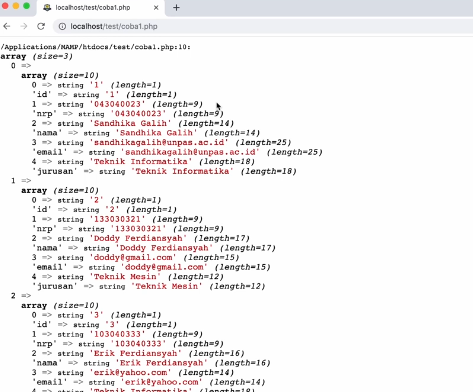 localhost/test/coba1.php
localhost/test/coba1.php
/Applications/MAMP/htdocs/test/coba1.php:10:
array (size=3)
0 =>
array (size=10)
0 => string '1' (length=1)
'id' => string '1' (length=1)
1 => string '043040023' (length=9)
'nrp' => string '043040023' (length=9)
2 => string 'Sandhika Galih' (length=14)
'nama' => string 'Sandhika Galih' (length=14)
3 => string 'sandhikagalih@unpas.ac.id' (length=25)
'email' => string 'sandhikagalih@unpas.ac.id' (length=25)
4 => string 'Teknik Informatika' (length=18)
'jurusan' => string 'Teknik Informatika' (length=18)
1 =>
array (size=10)
0 => string '2' (length=1)
'id' => string '2' (length=1)
1 => string '133030321' (length=9)
'nrp' => string '133030321' (length=9)
2 => string 'Doddy Ferdiansyah' (length=17)
'nama' => string 'Doddy Ferdiansyah' (length=17)
3 => string 'doddy@gmail.com' (length=15)
'email' => string 'doddy@gmail.com' (length=15)
4 => string 'Teknik Mesin' (length=12)
'jurusan' => string 'Teknik Mesin' (length=12)
2 =>
array (size=10)
0 => string '3' (length=1)
'id' => string '3' (length=1)
1 => string '103040333' (length=9)
'nrp' => string '103040333' (length=9)
2 => string 'Erik Ferdiansyah' (length=16)
'nama' => string 'Erik Ferdiansyah' (length=16)
3 => string 'erik@yahoo.com' (length=14)
'email' => string 'erik@yahoo.com' (length=14)
4 => string 'Teknik Informatika' (length=18)